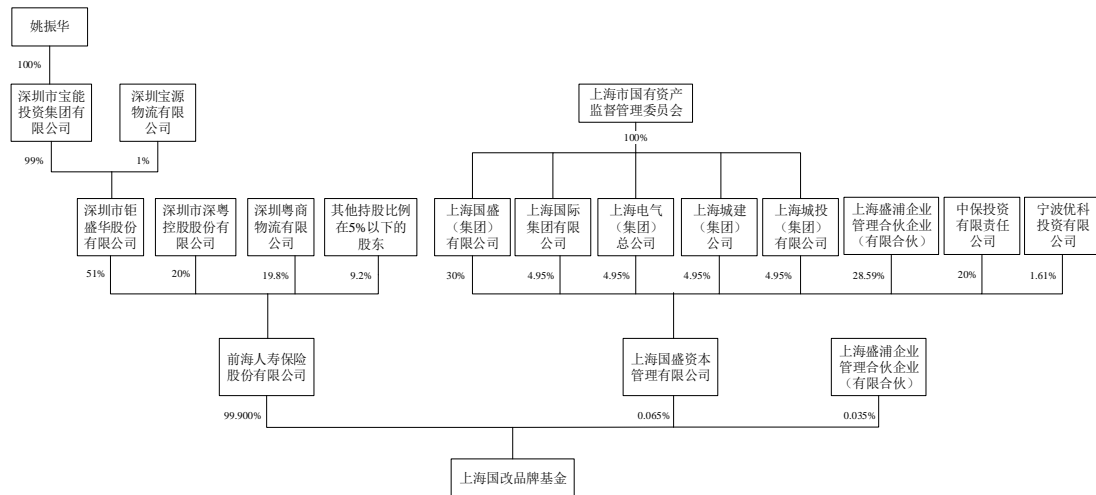 姚振华
100%
深圳市宝能
投资集团有
限公司
深圳宝源
物流有限
公司
上海市国有资产
监督管理委员会
99%
1%
100%
深圳市钜
盛华股份
有限公司
深圳市深粤
控股股份有
限公司
深圳粤商
物流有限
公司
其他持股比例
在5%以下的
股东
上海国盛
（集团）
有限公司
上海国际
集团有限
公司
上海电气
（集团）
总公司
上海城建
（集团）
公司
上海城投
（集团）
有限公司
上海盛浦企业
管理合伙企业
（有限合伙）
中保投资
有限责任
公司
宁波优科
投资有限
公司
51%
20%
19.8%
9.2%
30%
4.95%
4.95%
4.95%
4.95%
28.59%
20%
1.61%
前海人寿保险
股份有限公司
上海国盛资本
管理有限公司
上海盛浦企业
管理合伙企业
（有限合伙）
99.900%
0.065%
0.035%
上海国改品牌基金